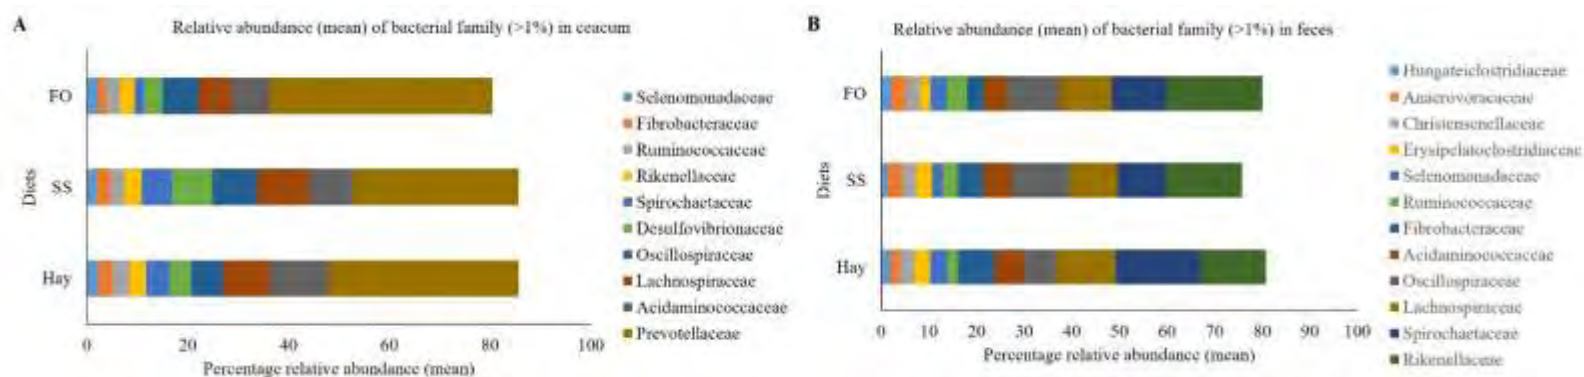 A
Relative abundance (mean) of bacterial family (>1%) in ceacum
Diets
FO
SS
Hay
0 20 40 60 80 100
Percentage relative abundance (mean)
Selenomonadaceae
Fibrobacteraceae
Ruminococcaceae
Rikenellaceae
Spirochaetaceae
Desulfovibrionaceae
Oscillospiraceae
Lachnospiraceae
Acidaminococcaceae
Prevotellaceae
B
Relative abundance (mean) of bacterial family (>1%) in feces
Diets
FO
SS
Hay
0 10 20 30 40 50 60 70 80 90 100
Percentage relative abundance (mean)
Hungateiclostridiaceae
Anaerovoracaceae
Christensenellaceae
Erysipelatoclostridiaceae
Selenomonadaceae
Ruminococcaceae
Fibrobacteraceae
Acidaminococcaceae
Oscillospiraceae
Lachnospiraceae
Spirochaetaceae
Rikenellaceae